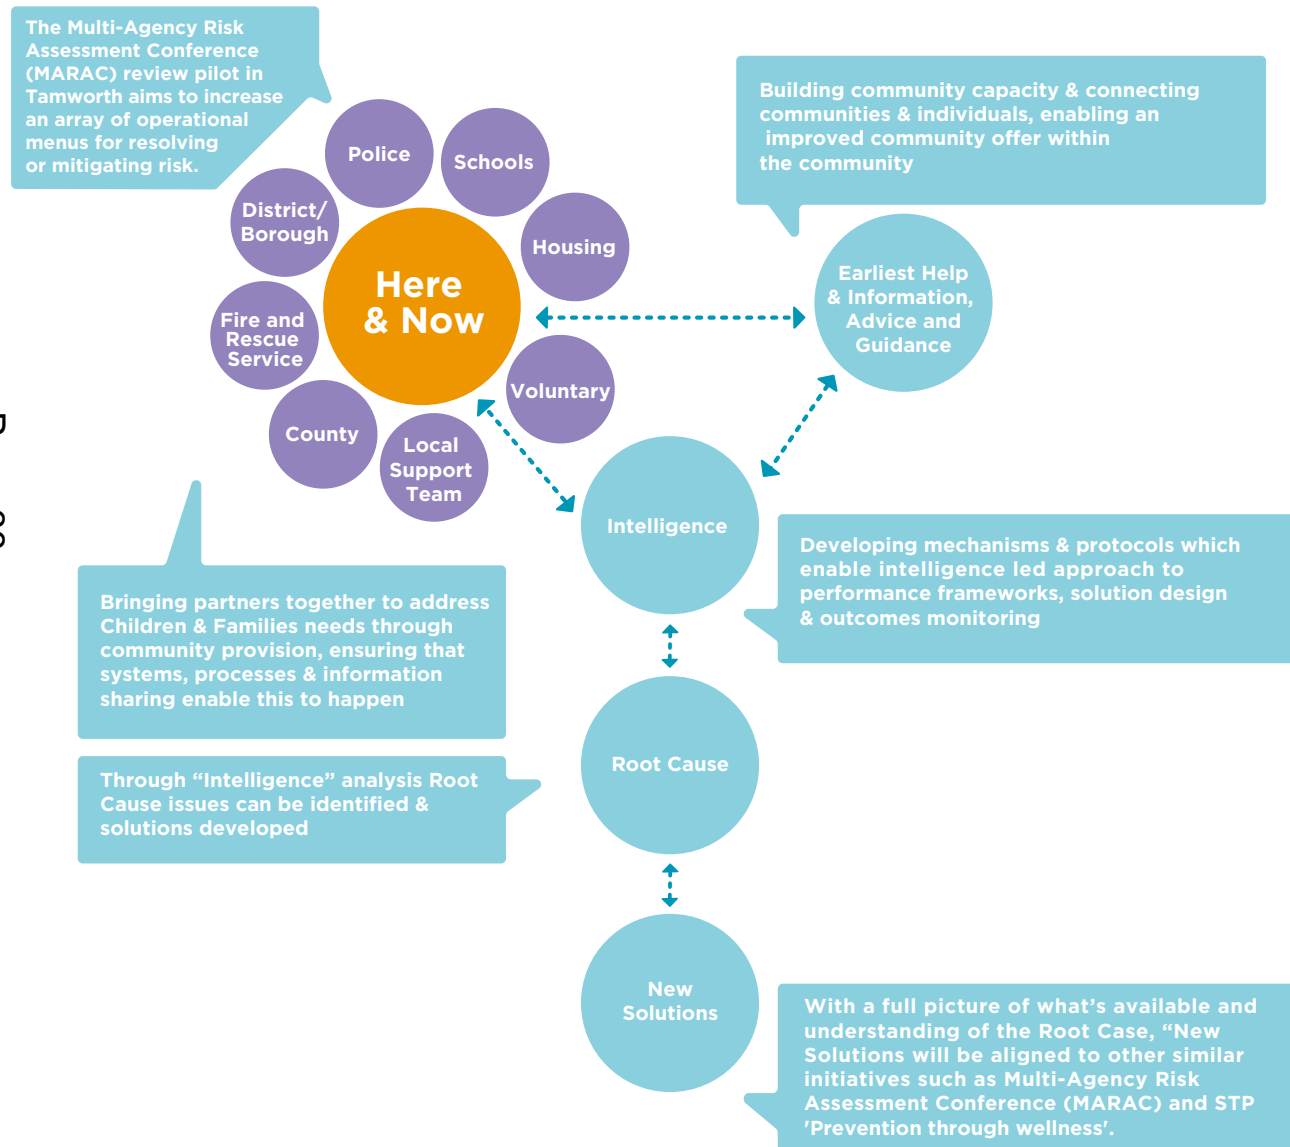 The Multi-Agency Risk
Assessment Conference
(MARAC) review pilot in
Tamworth aims to increase
an array of operational
menus for resolving
or mitigating risk.
Building community capacity & connecting
communities & individuals, enabling an
improved community offer within
the community
Police
Schools
District/
Borough
Housing
Here
& Now
Earliest Help
& Information,
Advice and
Guidance
Fire and
Rescue
Service
Voluntary
County
Local
Support
Team
Intelligence
Developing mechanisms & protocols which
enable intelligence led approach to
performance frameworks, solution design
& outcomes monitoring
Bringing partners together to address
Children & Families needs through
community provision, ensuring that
systems, processes & information
sharing enable this to happen
Root Cause
Through “Intelligence” analysis Root
Cause issues can be identified &
solutions developed
New
Solutions
With a full picture of what’s available and
understanding of the Root Case, “New
Solutions will be aligned to other similar
initiatives such as Multi-Agency Risk
Assessment Conference (MARAC) and STP
'Prevention through wellness'.